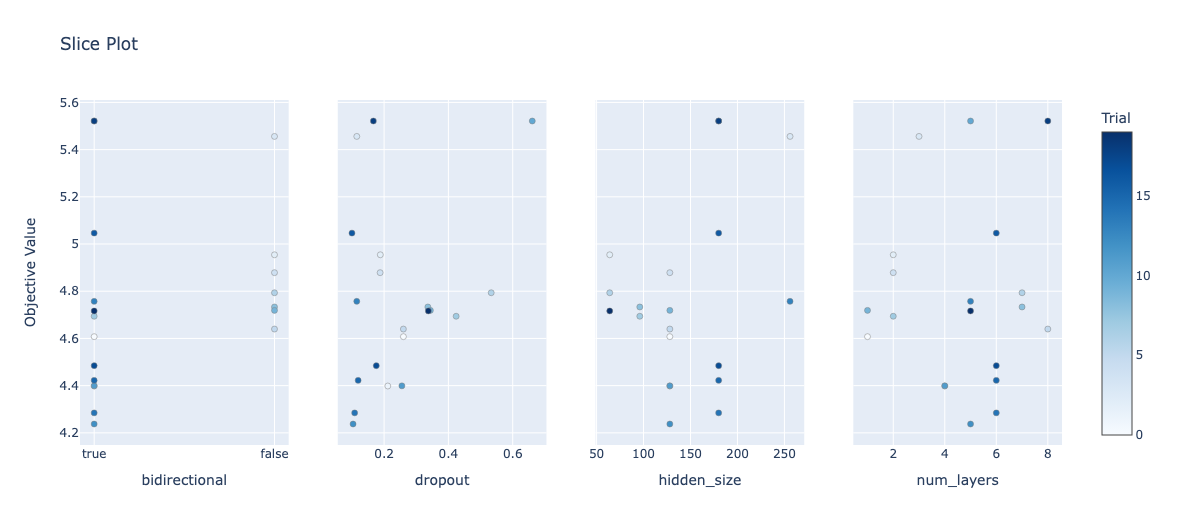 Slice Plot
Trial
5.6
5.4
5.2
5
4.8
4.6
4.4
4.2
Objective Value
true false
bidirectional
0.2 0.4 0.6
dropout
50 100 150 200 250
hidden_size
2 4 6 8
num_layers
15
10
5
0